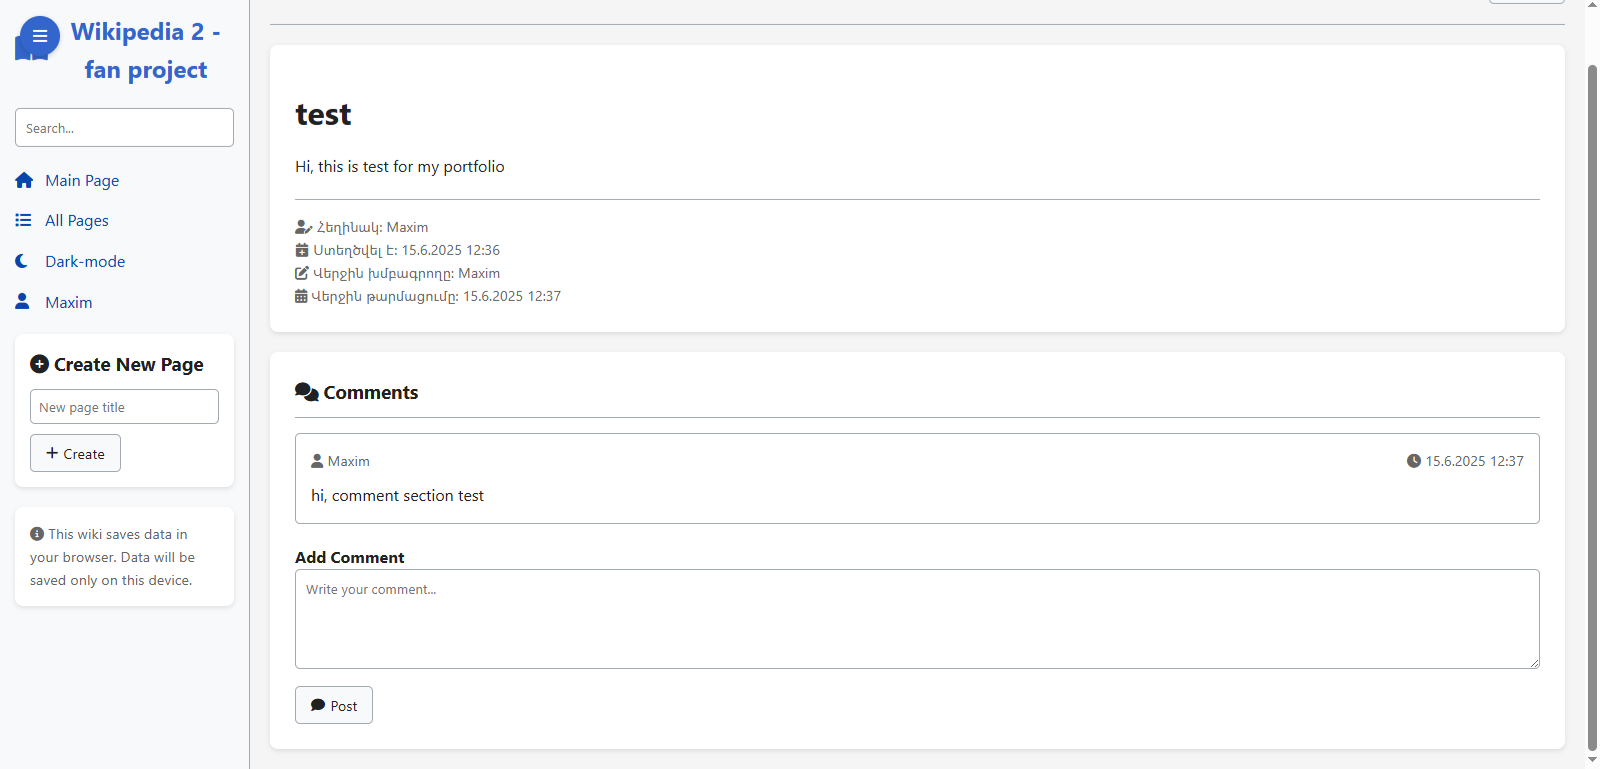 Wikipedia 2 -
fan project
Search...
Main Page
All Pages
Dark-mode
Maxim
Create New Page
New page title
+ Create
This wiki saves data in
your browser. Data will be
saved only on this device.
test
Hi, this is test for my portfolio
Հեղինակ: Maxim
Ստեղծվել է: 15.6.2025 12:36
Վերջին խմբագրողը: Maxim
Վերջին թարմացումը: 15.6.2025 12:37
Comments
Maxim
15.6.2025 12:37
hi, comment section test
Add Comment
Write your comment...
Post